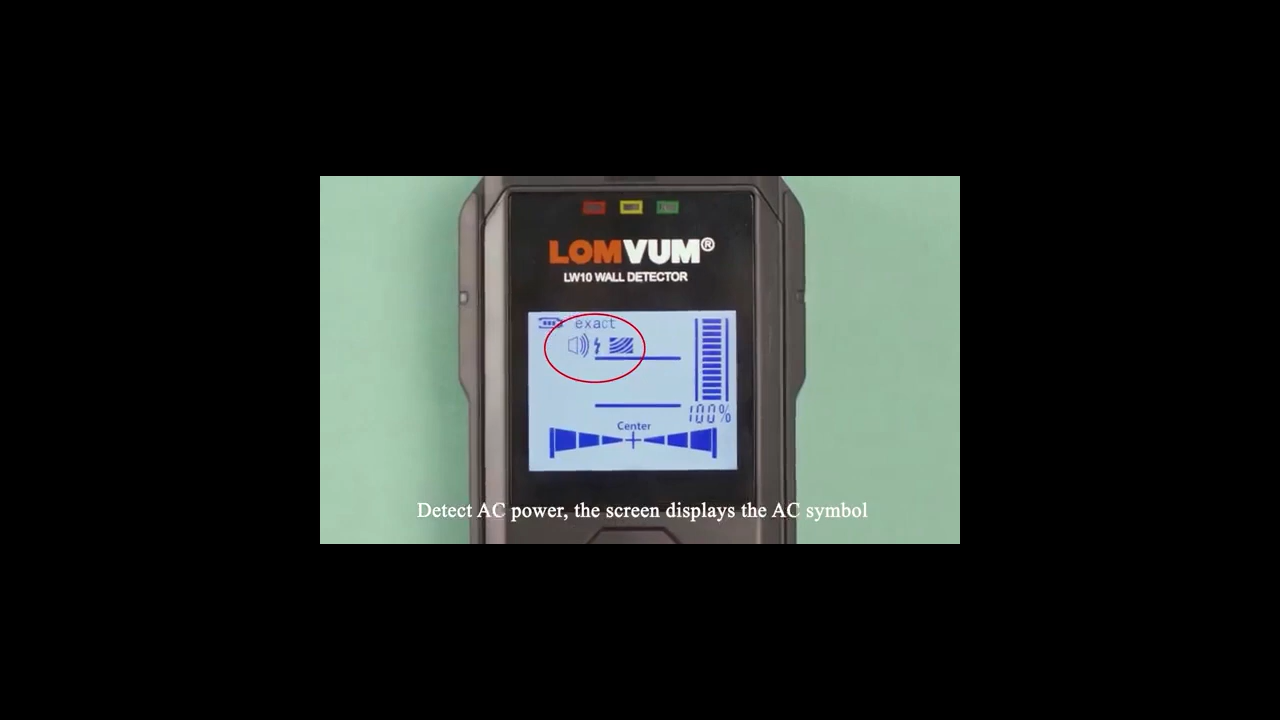 LOMVUM®
LW10 WALL DETECTOR
exact
100%
Center
Detect AC power, the screen displays the AC symbol